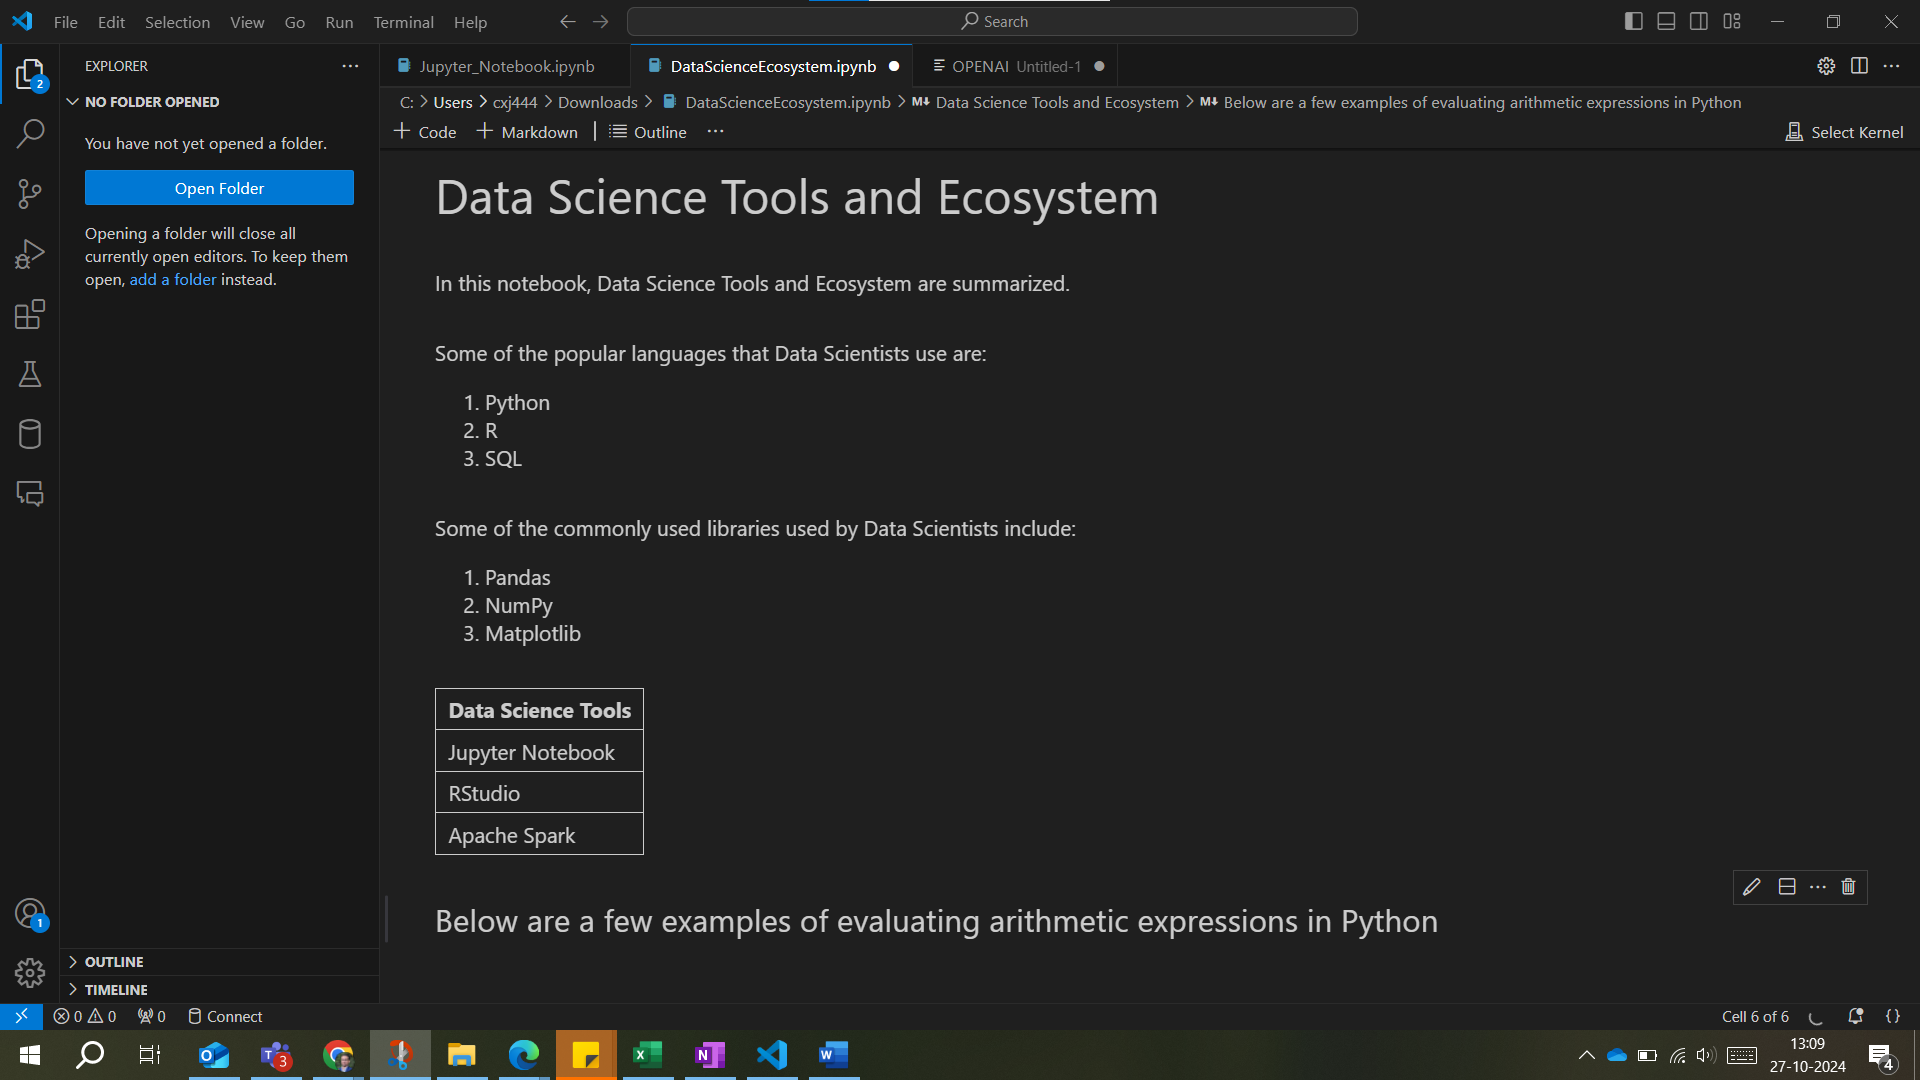 File Edit Selection View Go Run Terminal Help
Search
EXPLORER
Jupyter_Notebook.ipynb
DataScienceEcosystem.ipynb
OPENAI Untitled-1
2
NO FOLDER OPENED
C: > Users > cxj444 > Downloads > DataScienceEcosystem.ipynb > M↓ Data Science Tools and Ecosystem > M↓ Below are a few examples of evaluating arithmetic expressions in Python
+ Code + Markdown Outline ...
Select Kernel
You have not yet opened a folder.
Open Folder
Opening a folder will close all
currently open editors. To keep them
open, add a folder instead.
Data Science Tools and Ecosystem
In this notebook, Data Science Tools and Ecosystem are summarized.
Some of the popular languages that Data Scientists use are:
1. Python
2. R
3. SQL
Some of the commonly used libraries used by Data Scientists include:
1. Pandas
2. NumPy
3. Matplotlib
Data Science Tools
Jupyter Notebook
RStudio
Apache Spark
Below are a few examples of evaluating arithmetic expressions in Python
1
OUTLINE
TIMELINE
0 0 0 Connect
Cell 6 of 6
{}
3
13:09
27-10-2024
4